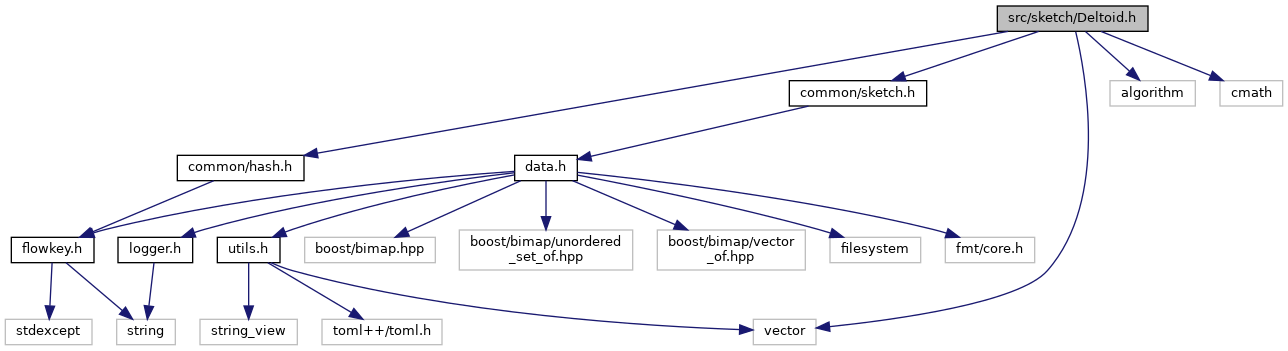 src/sketch/Deltoid.h
common/sketch.h
algorithm
cmath
common/hash.h
data.h
flowkey.h
logger.h
utils.h
boost/bimap.hpp
boost/bimap/unordered
_set_of.hpp
boost/bimap/vector
_of.hpp
filesystem
fmt/core.h
stdexcept
string
string_view
toml++/toml.h
vector